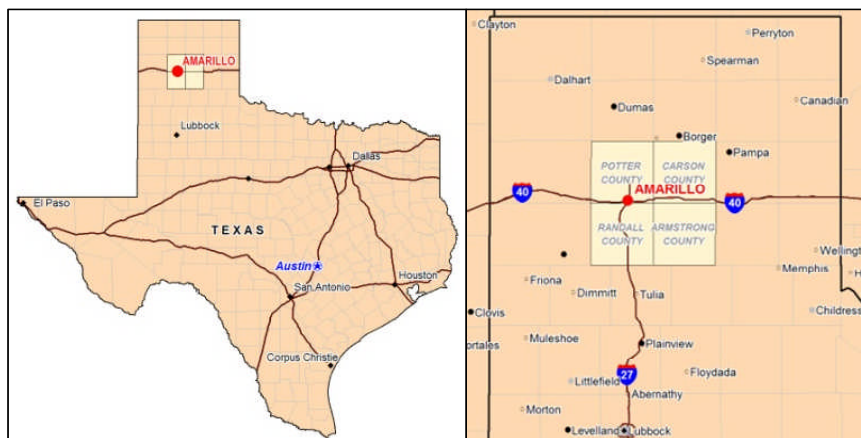 AMARILLO
Lubbock
Dallas
El Paso
TEXAS
Austin
Houston
San Antonio
Corpus Christie
Clayton
Perryton
Spearman
Dalhart
Canadian
Dumas
Borger
Pampa
POTTER
COUNTY
CARSON
COUNTY
AMARILLO
40
40
RANDALL
COUNTY
ARMSTRONG
COUNTY
Wellingt
Memphis
H
Friona
Dimmitt
Tulia
Clovis
Childress
ortales
Muleshoe
Plainview
27
Littlefield
Floydada
Abernathy
Morton
Levelland
Lubbock